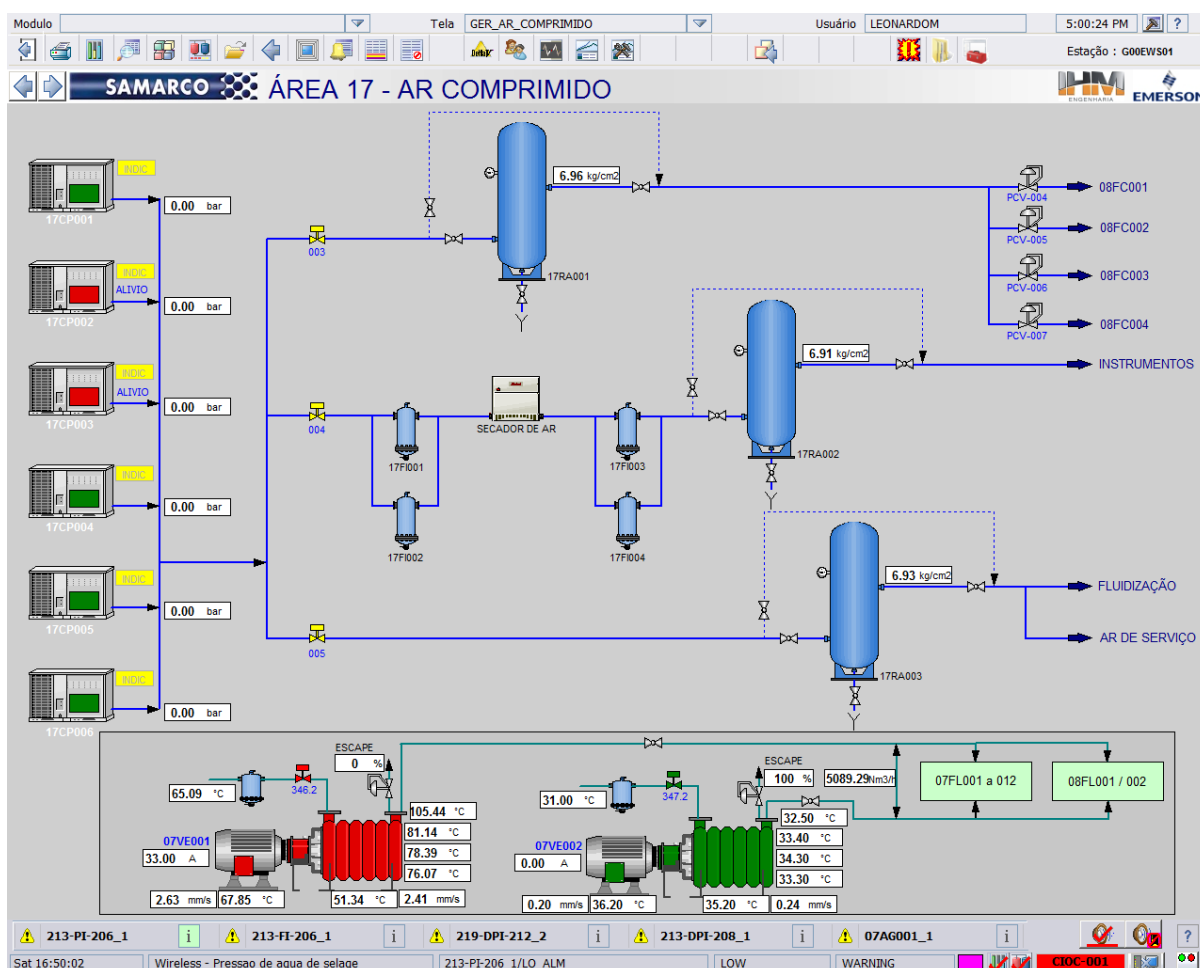 Modulo Tela GER_AR_COMPRIMIDO Usuário LEONARDOM 5:00:24 PM ?
DeltaV Estação : G00EWS01
SAMARCO ÁREA 17 - AR COMPRIMIDO IHM ENGENHARIA EMERSON
INDIC
17CP001
0.00 bar
INDIC
ALIVIO
17CP002
0.00 bar
INDIC
ALIVIO
17CP003
0.00 bar
INDIC
17CP004
0.00 bar
INDIC
17CP005
0.00 bar
INDIC
17CP006
0.00 bar
003
6.96 kg/cm2
17RA001
PCV-004 08FC001
PCV-005 08FC002
PCV-006 08FC003
PCV-007 08FC004
004
17FI001
17FI002
SECADOR DE AR
17FI003
17FI004
6.91 kg/cm2
17RA002
INSTRUMENTOS
005
6.93 kg/cm2
17RA003
FLUIDIZAÇÃO
AR DE SERVIÇO
ESCAPE
0 %
65.09 °C
346.2
105.44 °C
81.14 °C
78.39 °C
76.07 °C
07VE001
33.00 A
2.63 mm/s 67.85 °C 51.34 °C 2.41 mm/s
ESCAPE
100 % 5089.29 Nm3/h
31.00 °C
347.2
32.50 °C
33.40 °C
34.30 °C
33.30 °C
07VE002
0.00 A
0.20 mm/s 36.20 °C 35.20 °C 0.24 mm/s
07FL001 a 012
08FL001 / 002
213-PI-206_1 i 213-FI-206_1 i 219-DPI-212_2 i 213-DPI-208_1 i 07AG001_1 i ?
Sat 16:50:02 Wireless - Pressao de agua de selage 213-PI-206_1/LO_ALM LOW WARNING CIOC-001